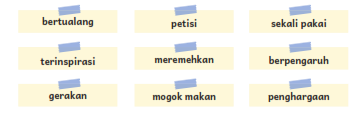 bertualang
petisi
sekali pakai
terinspirasi
meremehkan
berpengaruh
gerakan
mogok makan
penghargaan